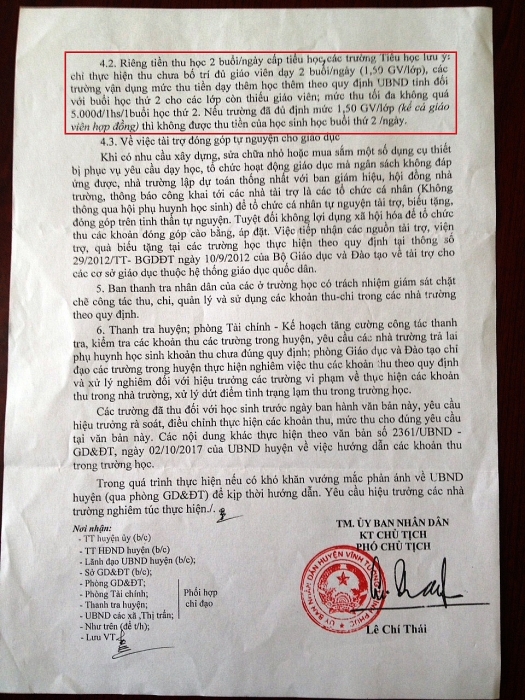 4.2. Riêng tiền thu học 2 buổi/ngày cấp tiểu học, các trường Tiểu học lưu ý:
chỉ thực hiện thu chưa bố trí đủ giáo viên dạy 2 buổi/ngày (1,50 GV/lớp), các
trường vận dụng mức thu tiền dạy thêm học thêm theo quy định UBND tỉnh đối
với buổi học thứ 2 cho các lớp còn thiếu giáo viên; mức thu tối đa không quá
5.000đ/1hs/1buổi học thứ 2. Nếu trường đã đủ định mức 1,50 GV/lớp (kể cả giáo
viên hợp đồng) thì không được thu tiền của học sinh học buổi thứ 2 /ngày.
4.3. Về việc tài trợ đóng góp tự nguyện cho giáo dục
Khi có nhu cầu xây dựng, sửa chữa nhỏ hoặc mua sắm một số dụng cụ thiết
bị phục vụ yêu cầu dạy học, tổ chức hoạt động giáo dục mà ngân sách không đáp
ứng được, nhà trường lập dự toán thống nhất với ban giám hiệu, hội đồng nhà
trường, thông báo công khai tới các nhà tài trợ là các tổ chức cá nhân (Không
thông qua hội phụ huynh học sinh) để tổ chức cá nhân tự nguyện tài trợ, biếu tặng,
đóng góp trên tinh thần tự nguyện. Tuyệt đối không lợi dụng xã hội hóa để tổ chức
thu các khoản đóng góp cào bằng, áp đặt. Việc tiếp nhận các nguồn tài trợ, viện
trợ, quà biếu tặng tại các trường học thực hiện theo quy định tại thông số
29/2012/TT- BGDĐT ngày 10/9/2012 của Bộ Giáo dục và Đào tạo về tài trợ cho
các cơ sở giáo dục thuộc hệ thống giáo dục quốc dân.
5. Ban thanh tra nhân dân của các ở trường học có trách nhiệm giám sát chặt
chẽ công tác thu, chi, quản lý và sử dụng các khoản thu-chi trong các nhà trường
theo quy định.
6. Thanh tra huyện; phòng Tài chính - Kế hoạch tăng cường công tác thanh
tra, kiểm tra các khoản thu các trường trong huyện, yêu cầu các nhà trường trả lại
phụ huynh học sinh khoản thu chưa đúng quy định; phòng Giáo dục và Đào tạo chỉ
đạo các trường trong huyện thực hiện nghiêm việc thu các khoản thu theo quy định
và xử lý nghiêm đối với hiệu trưởng các trường vi phạm về thực hiện các khoản
thu trong nhà trường, xử lý dứt điểm tình trạng lạm thu trong trường học.
Các trường đã thu đối với học sinh trước ngày ban hành văn bản này, yêu cầu
hiệu trưởng rà soát, điều chỉnh thực hiện các khoản thu, mức thu cho đúng yêu cầu
tại văn bản này. Các nội dung khác thực hiện theo văn bản số 2361/UBND -
GD&ĐT, ngày 02/10/2017 của UBND huyện về việc hướng dẫn các khoản thu
trong trường học.
Trong quá trình thực hiện nếu có khó khăn vướng mắc phản ánh về UBND
huyện (qua phòng GD&ĐT) để kịp thời hướng dẫn. Yêu cầu hiệu trưởng các nhà
trường nghiêm túc thực hiện./.
Nơi nhận:
- TT huyện ủy (b/c)
- TT HĐND huyện (b/c)
- Lãnh đạo UBND huyện (b/c);
- Sở GD&ĐT (b/c);
- Phòng GD&ĐT;
- Phòng Tài chính;
- Thanh tra huyện;
- UBND các xã ,Thị trấn;
Phối hợp
chỉ đạo
- Như trên (để t/h);
- Lưu VT.
TM. ỦY BAN NHÂN DÂN
KT CHỦ TỊCH
PHÓ CHỦ TỊCH
Lê Chí Thái